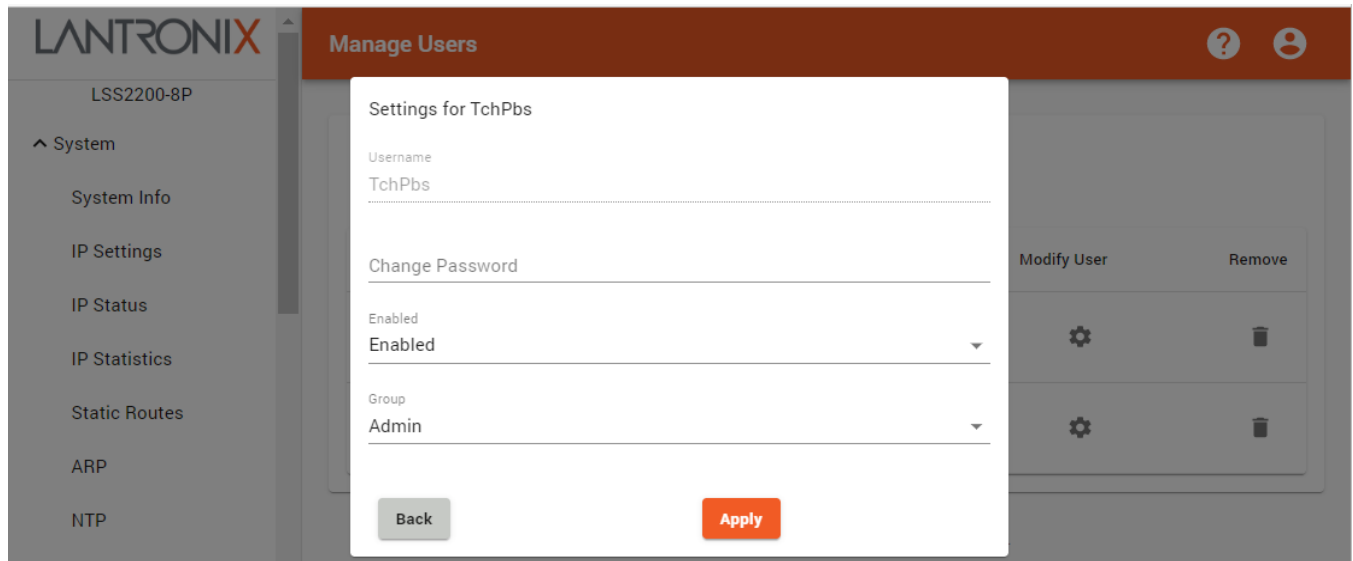 LANTRONIX
LSS2200-8P
System
System Info
IP Settings
IP Status
IP Statistics
Static Routes
ARP
NTP
Manage Users
Settings for TchPbs
Username
TchPbs
Change Password
Enabled
Enabled
Group
Admin
Back
Apply
Modify User
Remove